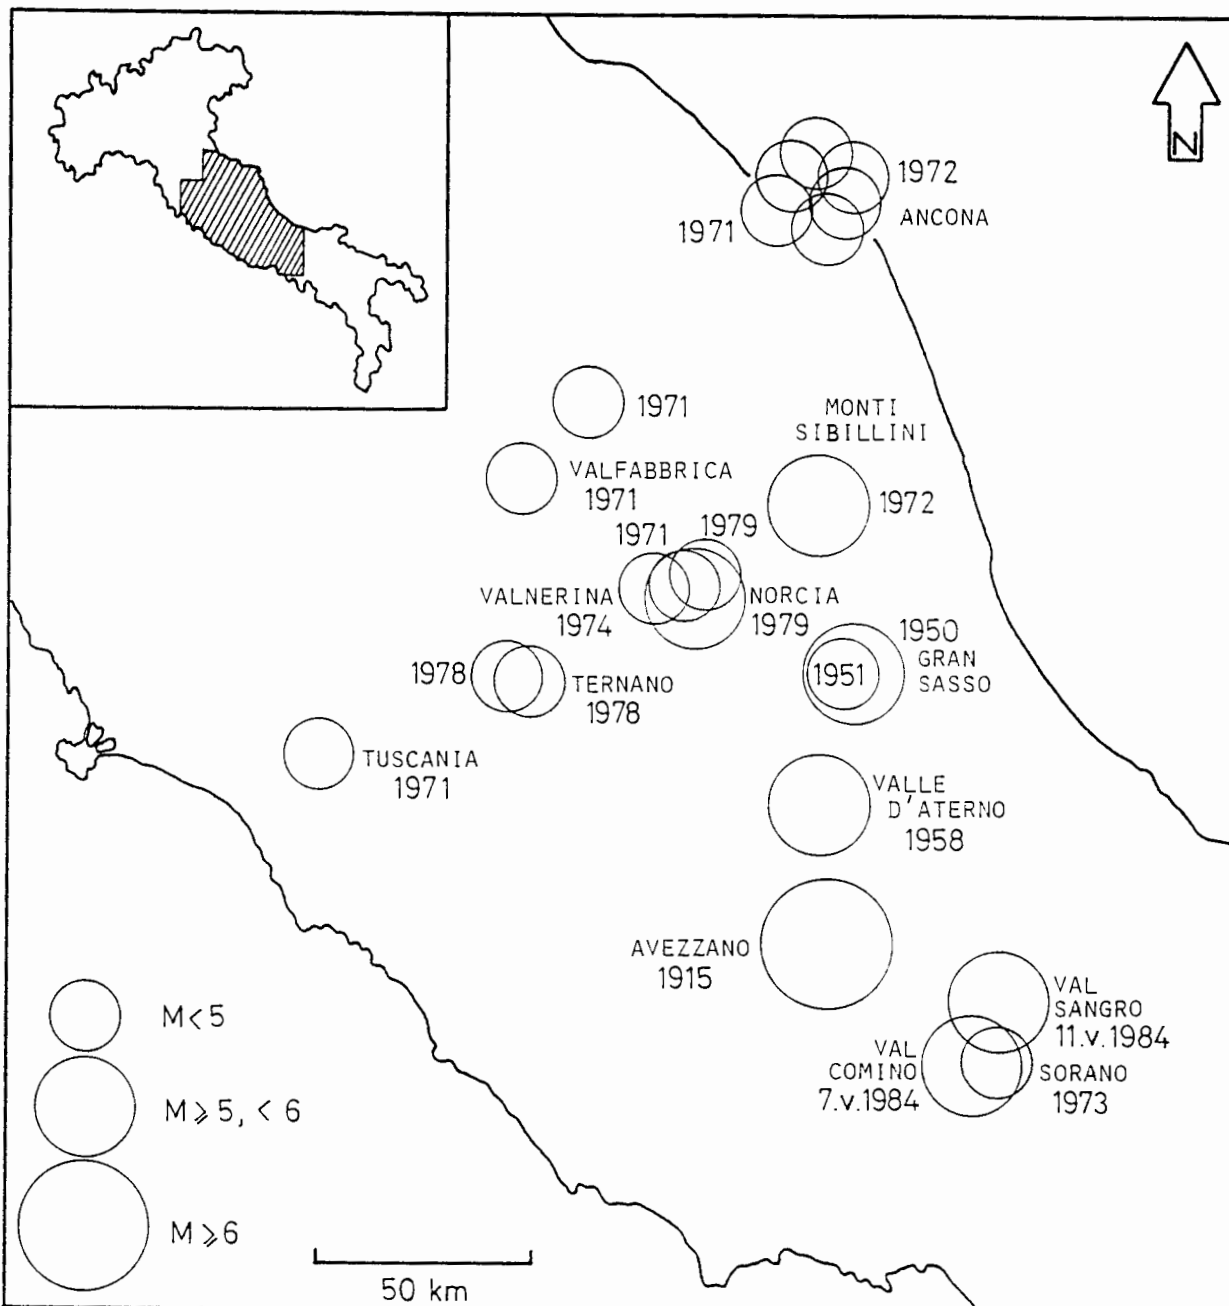 N
1972
ANCONA
1971
1971
MONTI
SIBILLINI
1972
VALFABBRICA
1971
1971
1979
VALNERINA
1974
NORCIA
1979
1950
GRAN
SASSO
1951
1978
TERNANO
1978
TUSCANIA
1971
VALLE
D'ATERNO
1958
AVEZZANO
1915
VAL
SANGRO
11.v.1984
VAL
COMINO
7.v.1984
SORANO
1973
M<5
M⩾5, <6
M⩾6
50 km